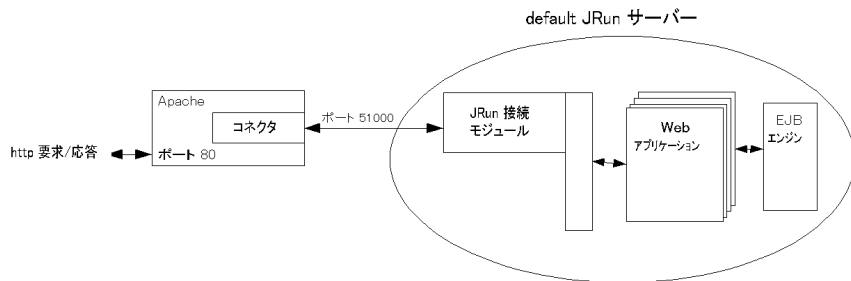 default JRun サーバー
Apache
コネクタ
ポート 80
http 要求/応答
ポート 51000
JRun 接続
モジュール
Web
アプリケーション
EJB
エンジン